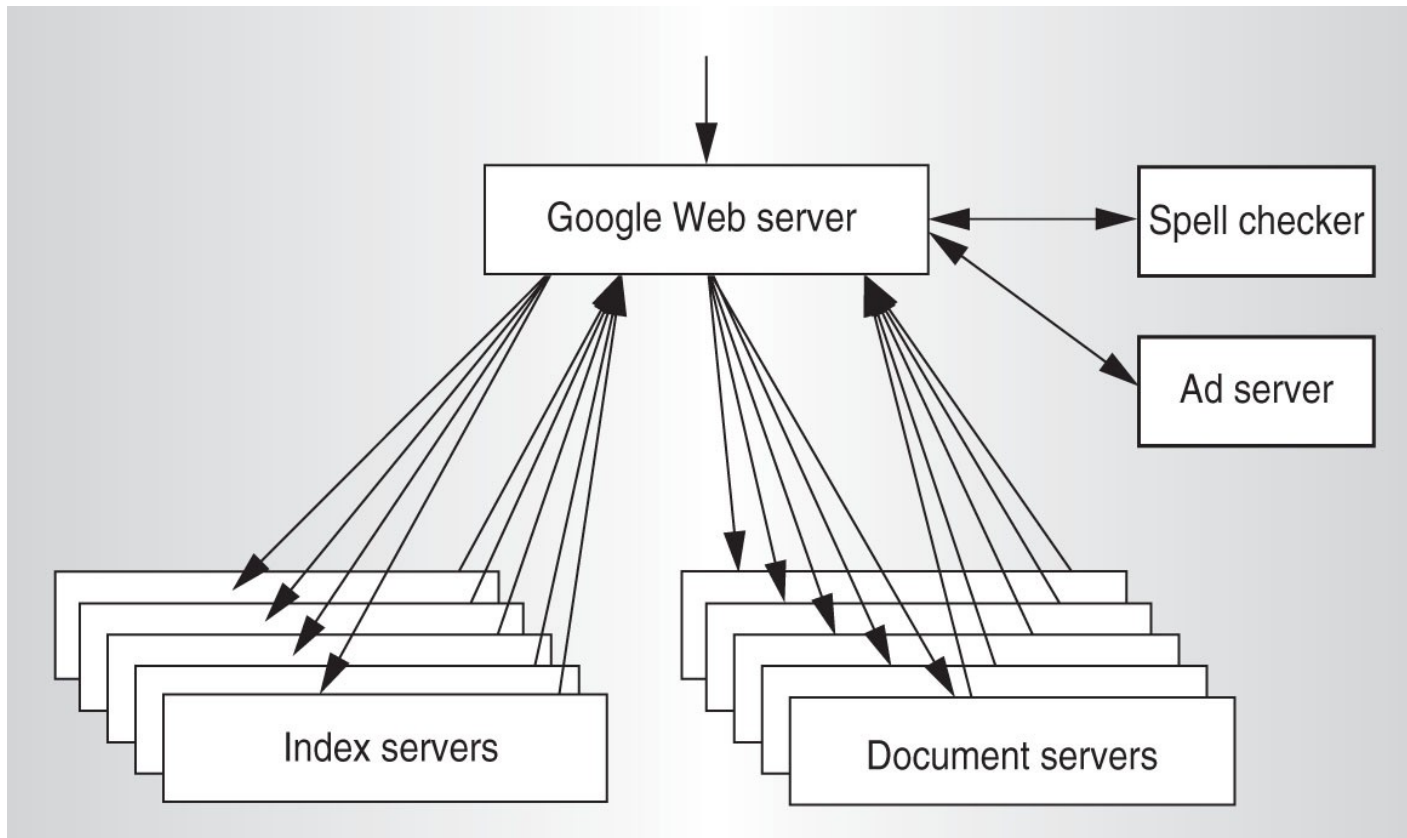 Google Web server
Spell checker
Ad server
Index servers
Document servers